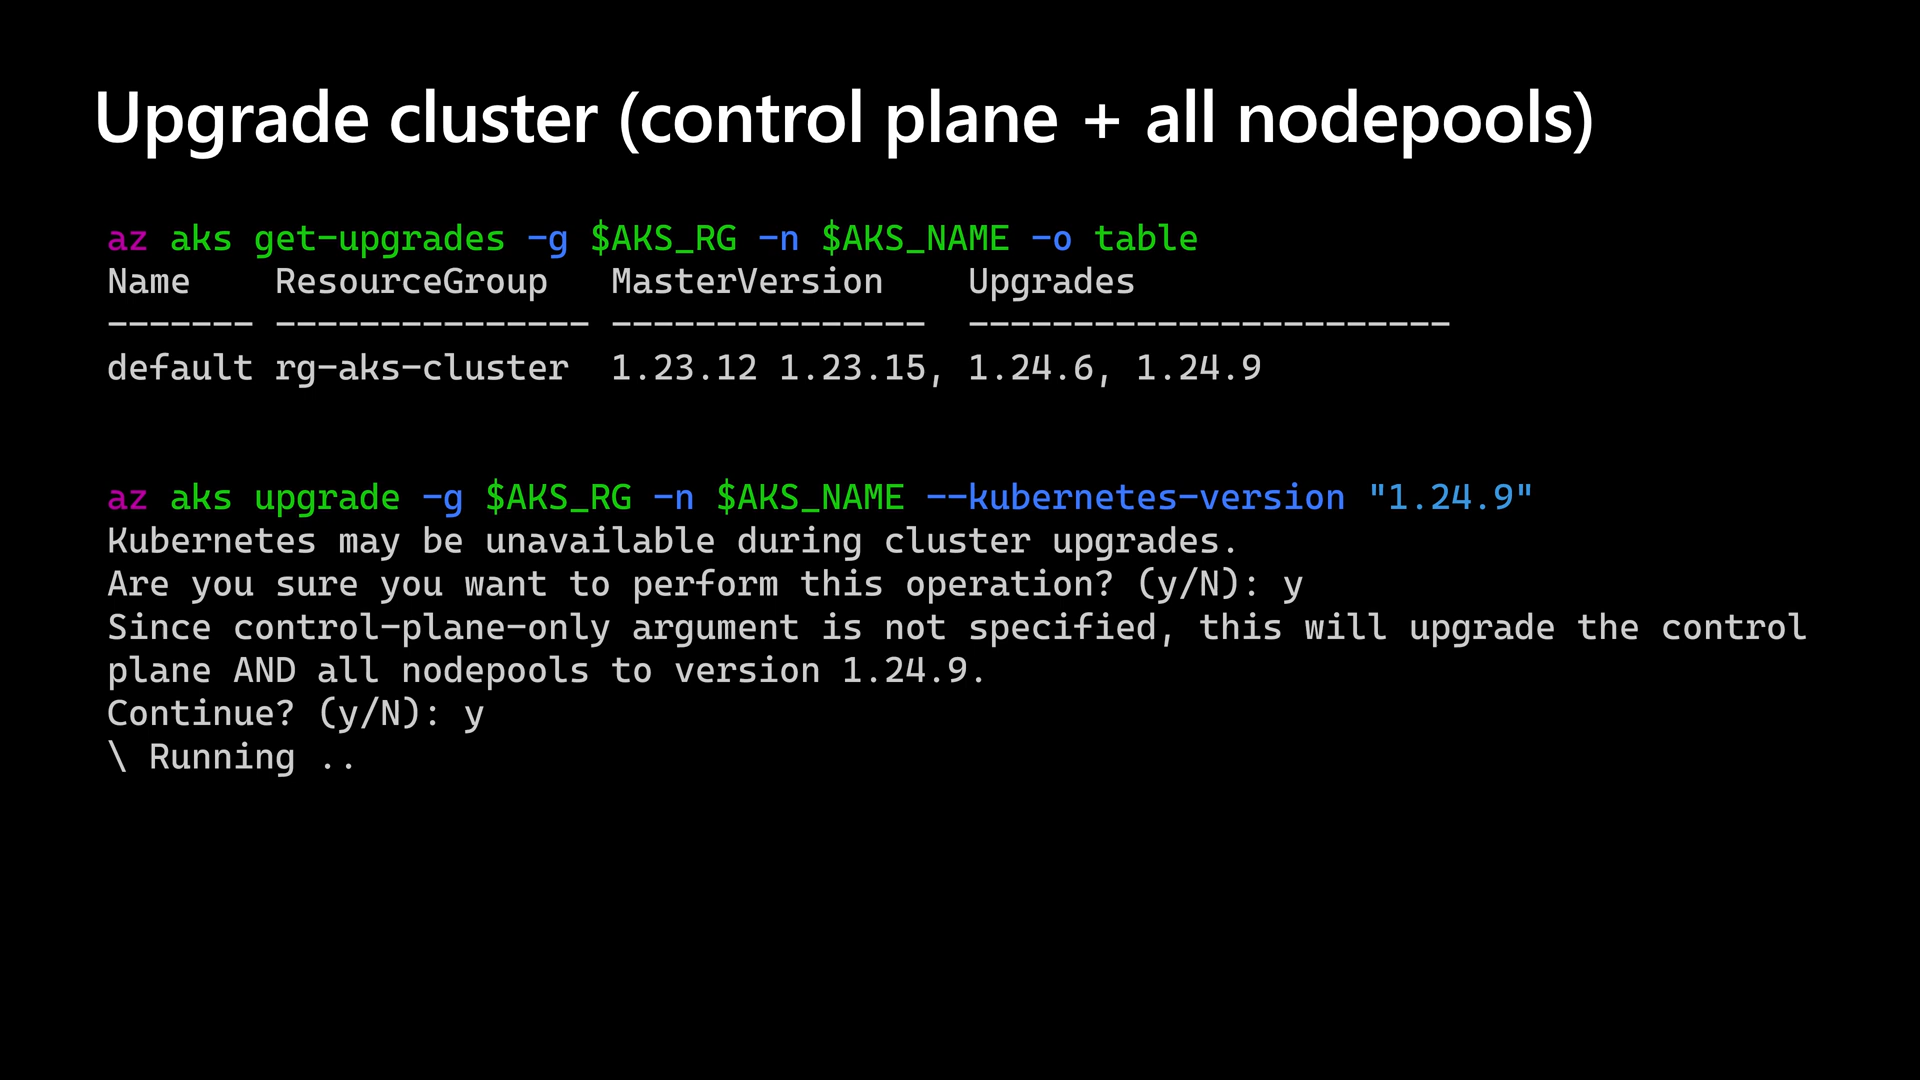 Upgrade cluster (control plane + all nodepools)
az aks get-upgrades -g $AKS_RG -n $AKS_NAME -o table
Name    ResourceGroup   MasterVersion    Upgrades
------- --------------- ---------------  -----------------------
default rg-aks-cluster  1.23.12 1.23.15, 1.24.6, 1.24.9
az aks upgrade -g $AKS_RG -n $AKS_NAME --kubernetes-version "1.24.9"
Kubernetes may be unavailable during cluster upgrades.
Are you sure you want to perform this operation? (y/N): y
Since control-plane-only argument is not specified, this will upgrade the control
plane AND all nodepools to version 1.24.9.
Continue? (y/N): y
\ Running ..